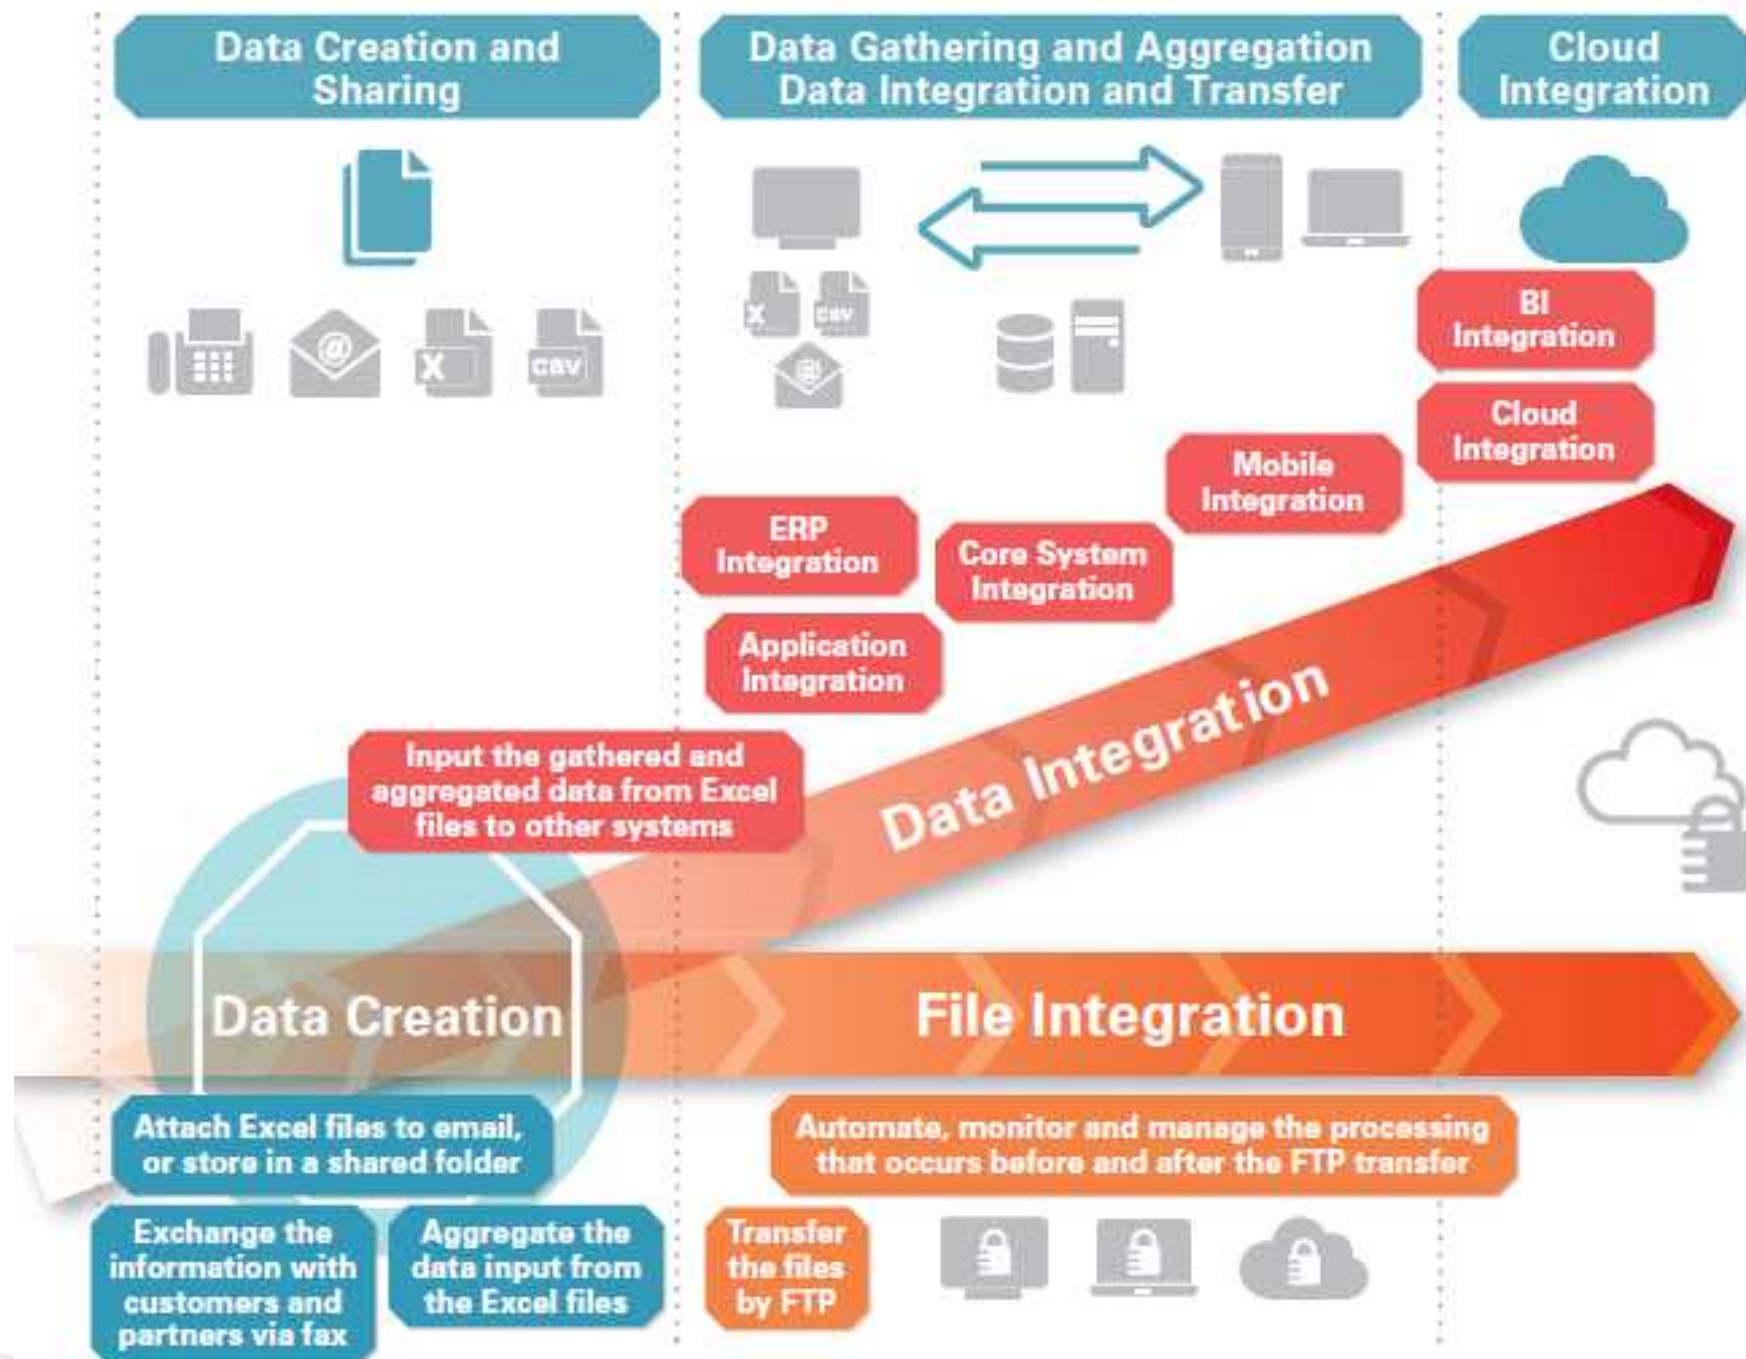 Data Creation and
Sharing
Data Gathering and Aggregation
Data Integration and Transfer
Cloud
Integration
@
X
CSV
X
CSV
@
BI
Integration
Cloud
Integration
Mobile
Integration
ERP
Integration
Core System
Integration
Application
Integration
Input the gathered and
aggregated data from Excel
files to other systems
Data Integration
Data Creation
File Integration
Attach Excel files to email,
or store in a shared folder
Automate, monitor and manage the processing
that occurs before and after the FTP transfer
Exchange the
information with
customers and
partners via fax
Aggregate the
data input from
the Excel files
Transfer
the files
by FTP